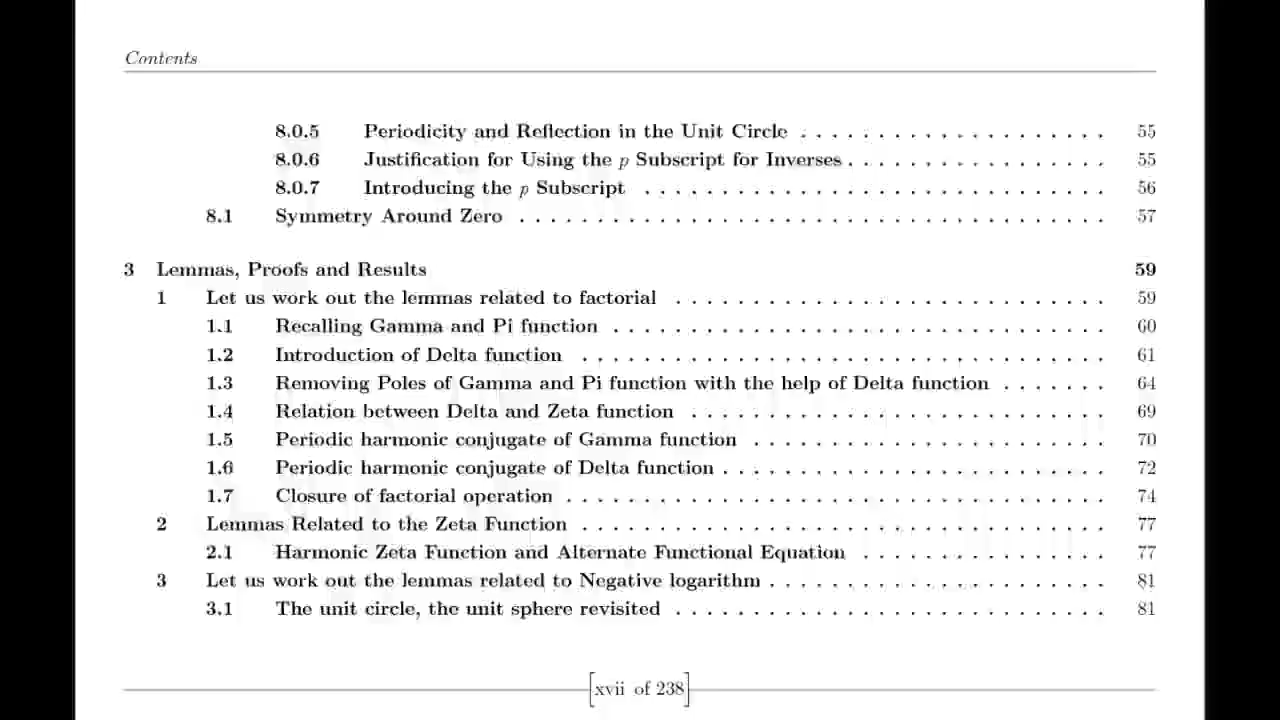 Contents
8.0.5 Periodicity and Reflection in the Unit Circle . . . . . . . . . . . . . . . . . . . . 55
8.0.6 Justification for Using the p Subscript for Inverses . . . . . . . . . . . . . . . . . 55
8.0.7 Introducing the p Subscript . . . . . . . . . . . . . . . . . . . . . . . . . . . . . . 56
8.1 Symmetry Around Zero . . . . . . . . . . . . . . . . . . . . . . . . . . . . . . . . . . . . . . 57
3 Lemmas, Proofs and Results 59
1 Let us work out the lemmas related to factorial . . . . . . . . . . . . . . . . . . . . . . . . . . . . 59
1.1 Recalling Gamma and Pi function . . . . . . . . . . . . . . . . . . . . . . . . . . . . . . . . 60
1.2 Introduction of Delta function . . . . . . . . . . . . . . . . . . . . . . . . . . . . . . . . . . 61
1.3 Removing Poles of Gamma and Pi function with the help of Delta function . . . . . . . 64
1.4 Relation between Delta and Zeta function . . . . . . . . . . . . . . . . . . . . . . . . . . . 69
1.5 Periodic harmonic conjugate of Gamma function . . . . . . . . . . . . . . . . . . . . . . . 70
1.6 Periodic harmonic conjugate of Delta function . . . . . . . . . . . . . . . . . . . . . . . . . 72
1.7 Closure of factorial operation . . . . . . . . . . . . . . . . . . . . . . . . . . . . . . . . . . . 74
2 Lemmas Related to the Zeta Function . . . . . . . . . . . . . . . . . . . . . . . . . . . . . . . . . . 77
2.1 Harmonic Zeta Function and Alternate Functional Equation . . . . . . . . . . . . . . . . 77
3 Let us work out the lemmas related to Negative logarithm . . . . . . . . . . . . . . . . . . . . . . 81
3.1 The unit circle, the unit sphere revisited . . . . . . . . . . . . . . . . . . . . . . . . . . . . 81
[xvii of 238]